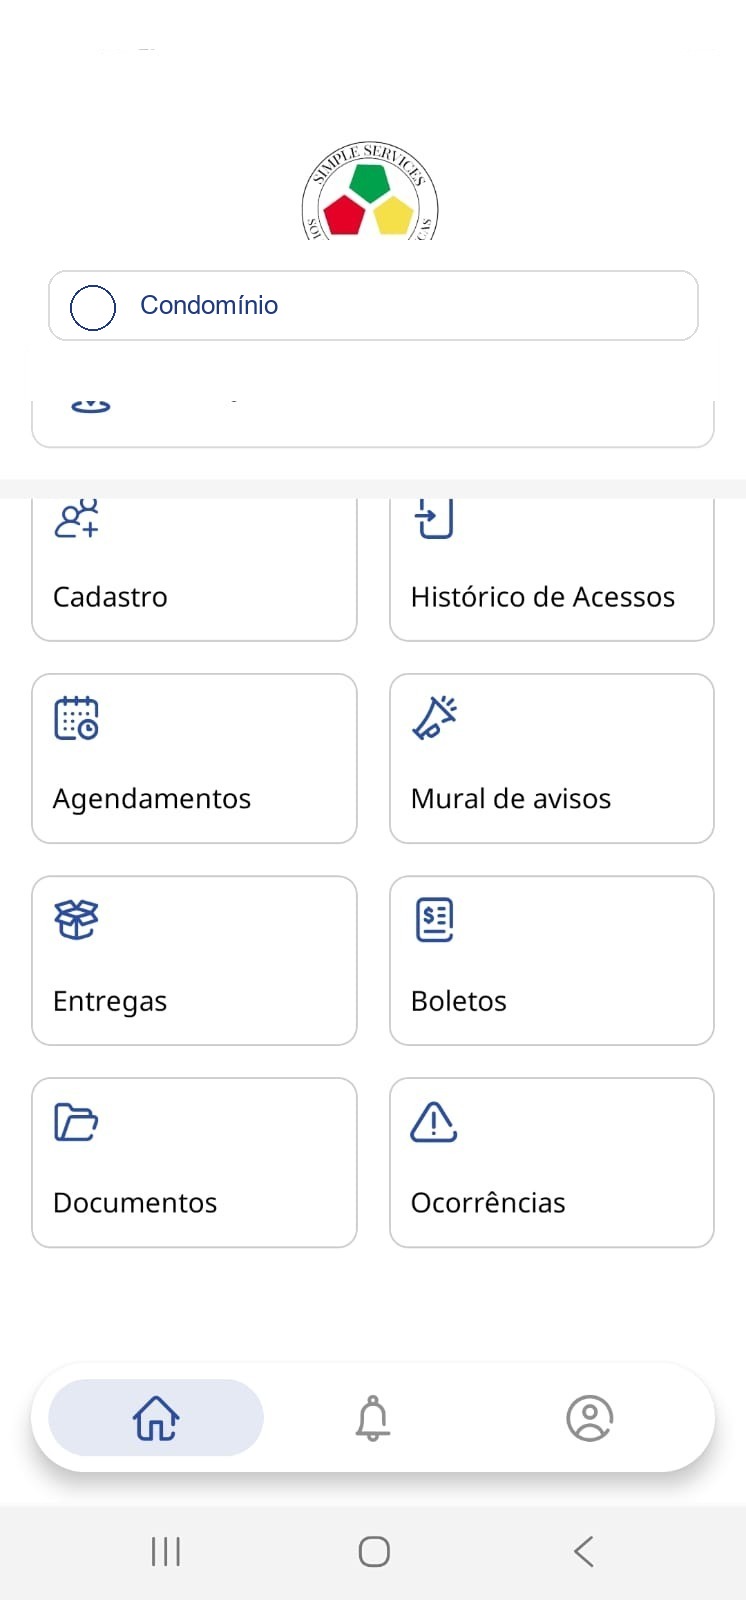 SIMPLE SERVICES
Condomínio
Cadastro
Histórico de Acessos
Agendamentos
Mural de avisos
Entregas
Boletos
Documentos
Ocorrências